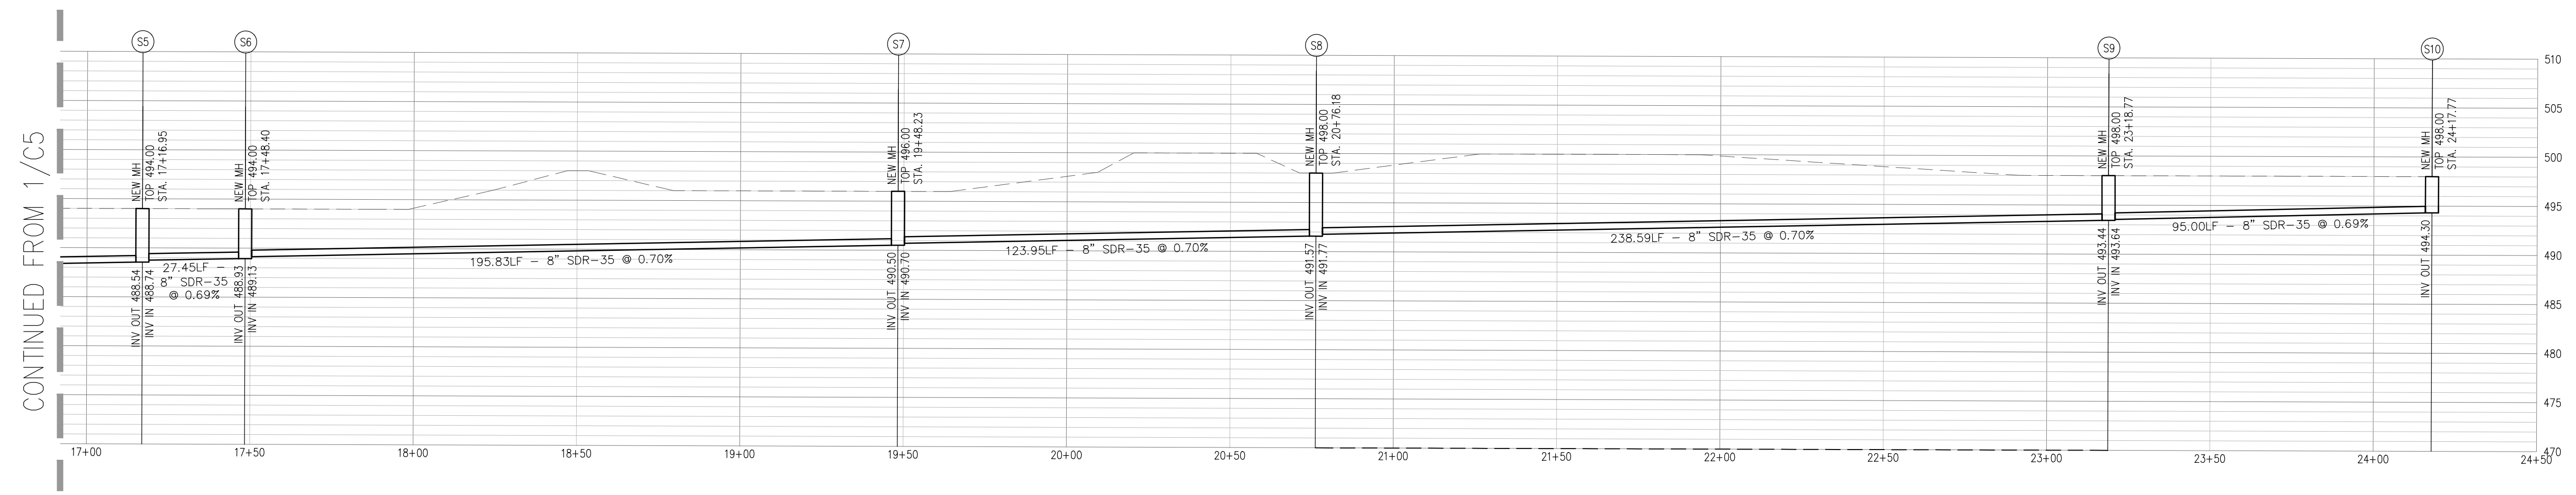 CONTINUED FROM 1/C5
S5
NEW MH
TOP 494.00
STA. 17+16.95
INV OUT 488.54
INV IN 488.74
27.45LF –
8" SDR-35
@ 0.69%
S6
NEW MH
TOP 494.00
STA. 17+48.40
INV OUT 488.93
INV IN 489.13
195.83LF – 8" SDR-35 @ 0.70%
S7
NEW MH
TOP 496.00
STA. 19+48.23
INV OUT 490.50
INV IN 490.70
123.95LF – 8" SDR-35 @ 0.70%
S8
NEW MH
TOP 498.00
STA. 20+76.18
INV OUT 491.57
INV IN 491.77
238.59LF – 8" SDR-35 @ 0.70%
S9
NEW MH
TOP 498.00
STA. 23+18.77
INV OUT 493.44
INV IN 493.64
95.00LF – 8" SDR-35 @ 0.69%
S10
NEW MH
TOP 498.00
STA. 24+17.77
INV OUT 494.30
510
505
500
495
490
485
480
475
470
17+00
17+50
18+00
18+50
19+00
19+50
20+00
20+50
21+00
21+50
22+00
22+50
23+00
23+50
24+00
24+50